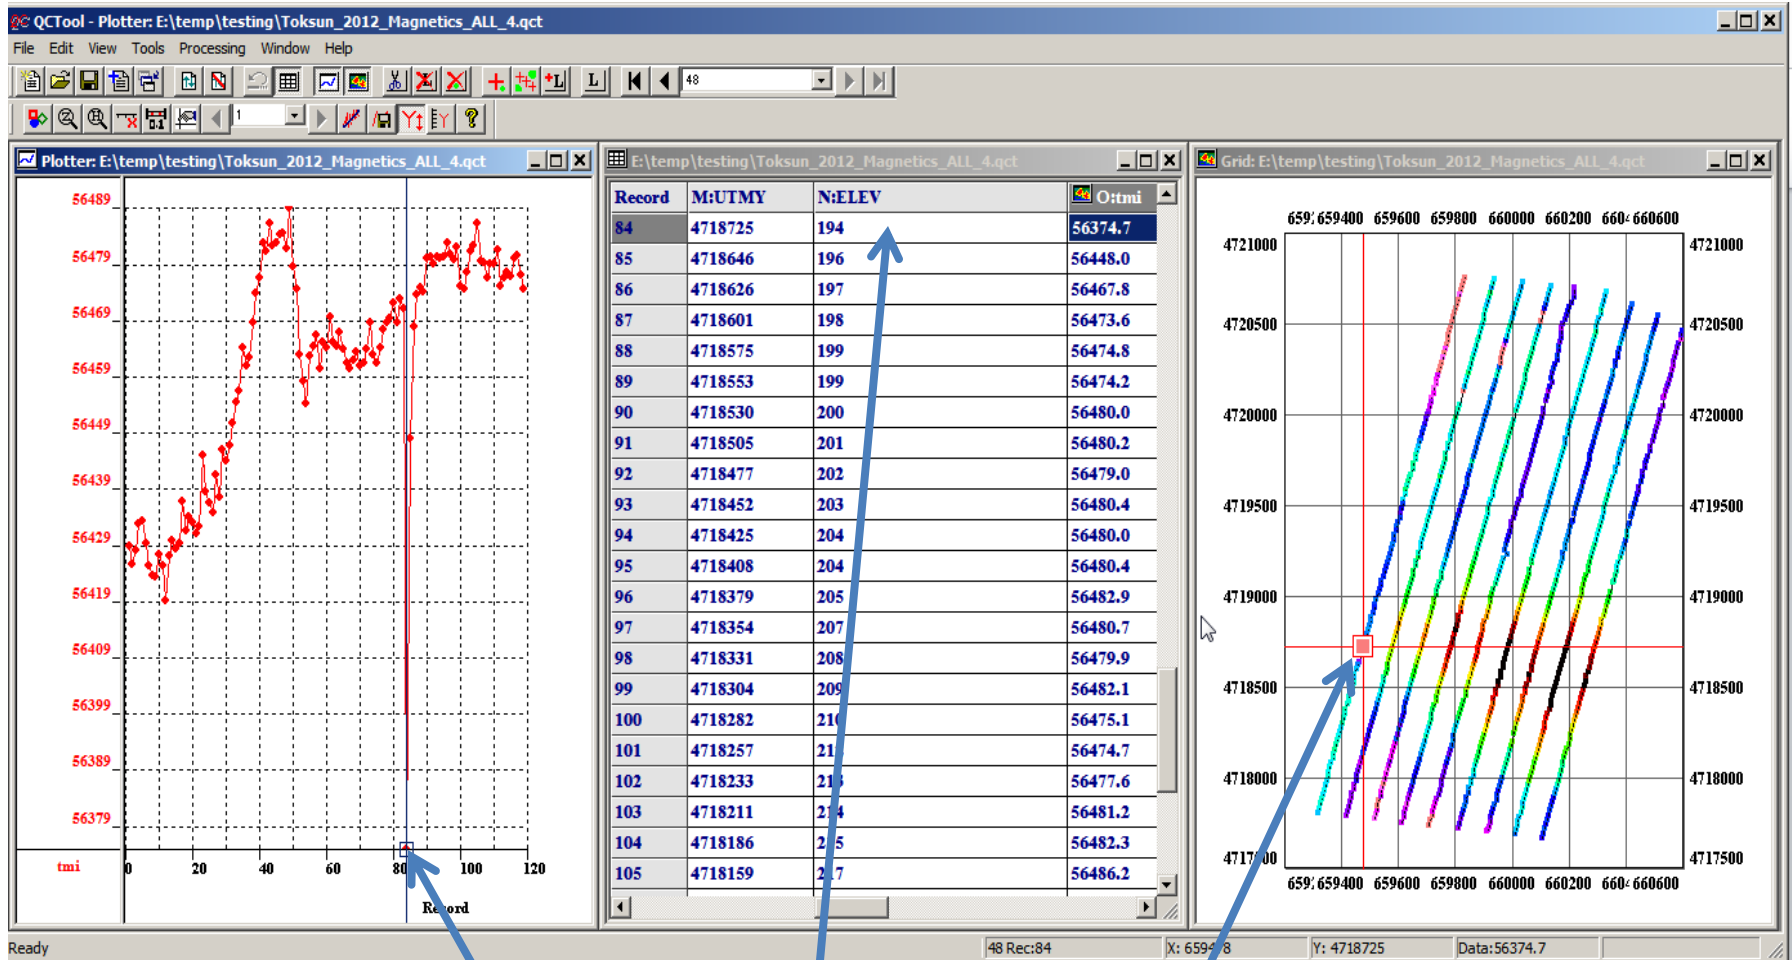 QC QCTool - Plotter: E:\temp\testing\Toksun_2012_Magnetics_ALL_4.qct
File Edit View Tools Processing Window Help
L L 48
1
Plotter: E:\temp\testing\Toksun_2012_Magnetics_ALL_4.qct
56489
56479
56469
56459
56449
56439
56429
56419
56409
56399
56389
56379
tmi 0 20 40 60 80 100 120
Record
E:\temp\testing\Toksun_2012_Magnetics_ALL_4.qct
Record M:UTMY N:ELEV O:tmi
84 4718725 194 56374.7
85 4718646 196 56448.0
86 4718626 197 56467.8
87 4718601 198 56473.6
88 4718575 199 56474.8
89 4718553 199 56474.2
90 4718530 200 56480.0
91 4718505 201 56480.2
92 4718477 202 56479.0
93 4718452 203 56480.4
94 4718425 204 56480.0
95 4718408 204 56480.4
96 4718379 205 56482.9
97 4718354 207 56480.7
98 4718331 208 56479.9
99 4718304 209 56482.1
100 4718282 56475.1
101 4718257 56474.7
102 4718233 56477.6
103 4718211 56481.2
104 4718186 56482.3
105 4718159 56486.2
Grid: E:\temp\testing\Toksun_2012_Magnetics_ALL_4.qct
659400 659600 659800 660000 660200 660600
4721000 4721000
4720500 4720500
4720000 4720000
4719500 4719500
4719000 4719000
4718500 4718500
4718000 4718000
4717500 4717500
659400 659600 659800 660000 660200 660600
Ready 48 Rec:84 X: 659478 Y: 4718725 Data:56374.7